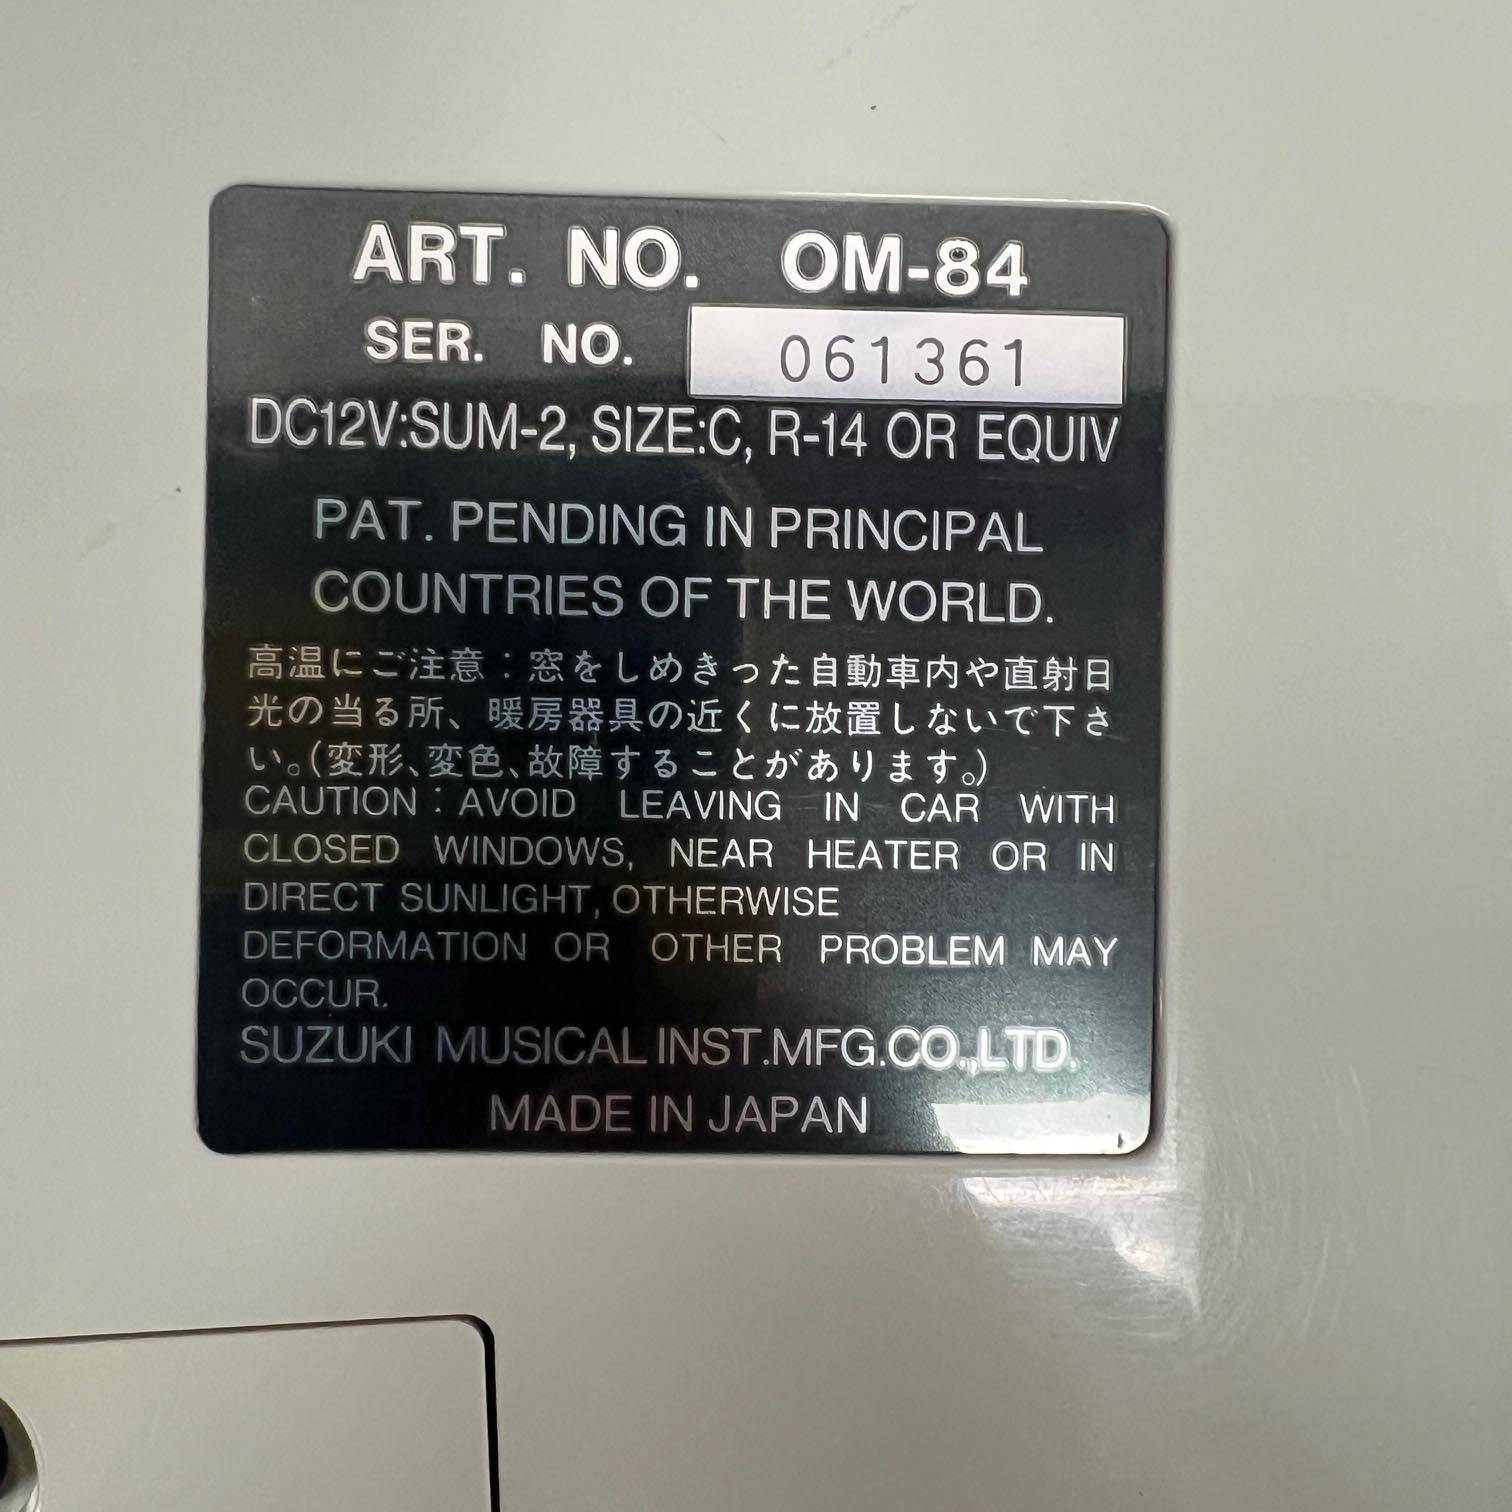 ART. NO. OM-84
SER. NO. 061361
DC12V:SUM-2, SIZE:C, R-14 OR EQUIV
PAT. PENDING IN PRINCIPAL
COUNTRIES OF THE WORLD.
高温にご注意：窓をしめきった自動車内や直射日
光の当る所、暖房器具の近くに放置しないで下さ
い。(変形、変色、故障することがあります。)
CAUTION : AVOID LEAVING IN CAR WITH
CLOSED WINDOWS, NEAR HEATER OR IN
DIRECT SUNLIGHT, OTHERWISE
DEFORMATION OR OTHER PROBLEM MAY
OCCUR.
SUZUKI MUSICAL INST.MFG.CO.,LTD.
MADE IN JAPAN